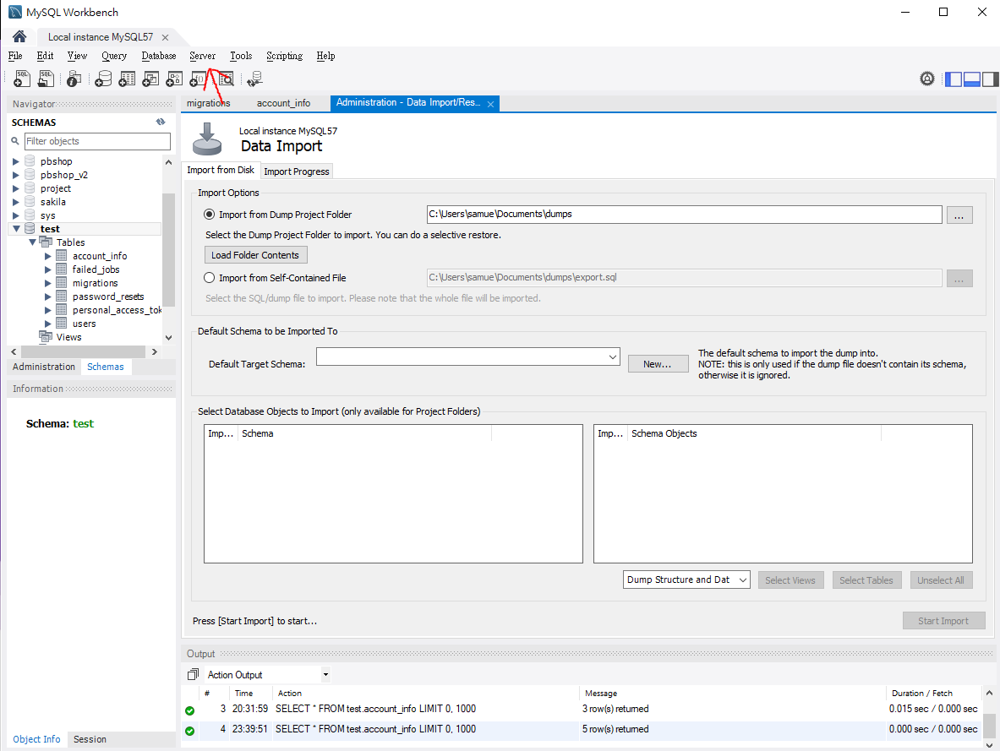 MySQL Workbench
Local instance MySQL57
File Edit View Query Database Server Tools Scripting Help
Navigator
SCHEMAS
Filter objects
pbshop
pbshop_v2
project
sakila
sys
test
Tables
account_info
failed_jobs
migrations
password_resets
personal_access_tok
users
Views
Administration Schemas
Information
Schema: test
Object Info Session
migrations account_info Administration - Data Import/Res...
Local instance MySQL57
Data Import
Import from Disk Import Progress
Import Options
Import from Dump Project Folder C:\Users\samue\Documents\dumps ...
Select the Dump Project Folder to import. You can do a selective restore.
Load Folder Contents
Import from Self-Contained File C:\Users\samue\Documents\dumps\export.sql ...
Select the SQL/dump file to import. Please note that the whole file will be imported.
Default Schema to be Imported To
Default Target Schema: New...
The default schema to import the dump into.
NOTE: this is only used if the dump file doesn't contain its schema,
otherwise it is ignored.
Select Database Objects to Import (only available for Project Folders)
Imp... Schema Imp... Schema Objects
Dump Structure and Dat Select Views Select Tables Unselect All
Press [Start Import] to start... Start Import
Output
Action Output
# Time Action Message Duration / Fetch
3 20:31:59 SELECT * FROM test.account_info LIMIT 0, 1000 3 row(s) returned 0.015 sec / 0.000 sec
4 23:39:51 SELECT * FROM test.account_info LIMIT 0, 1000 5 row(s) returned 0.000 sec / 0.000 sec